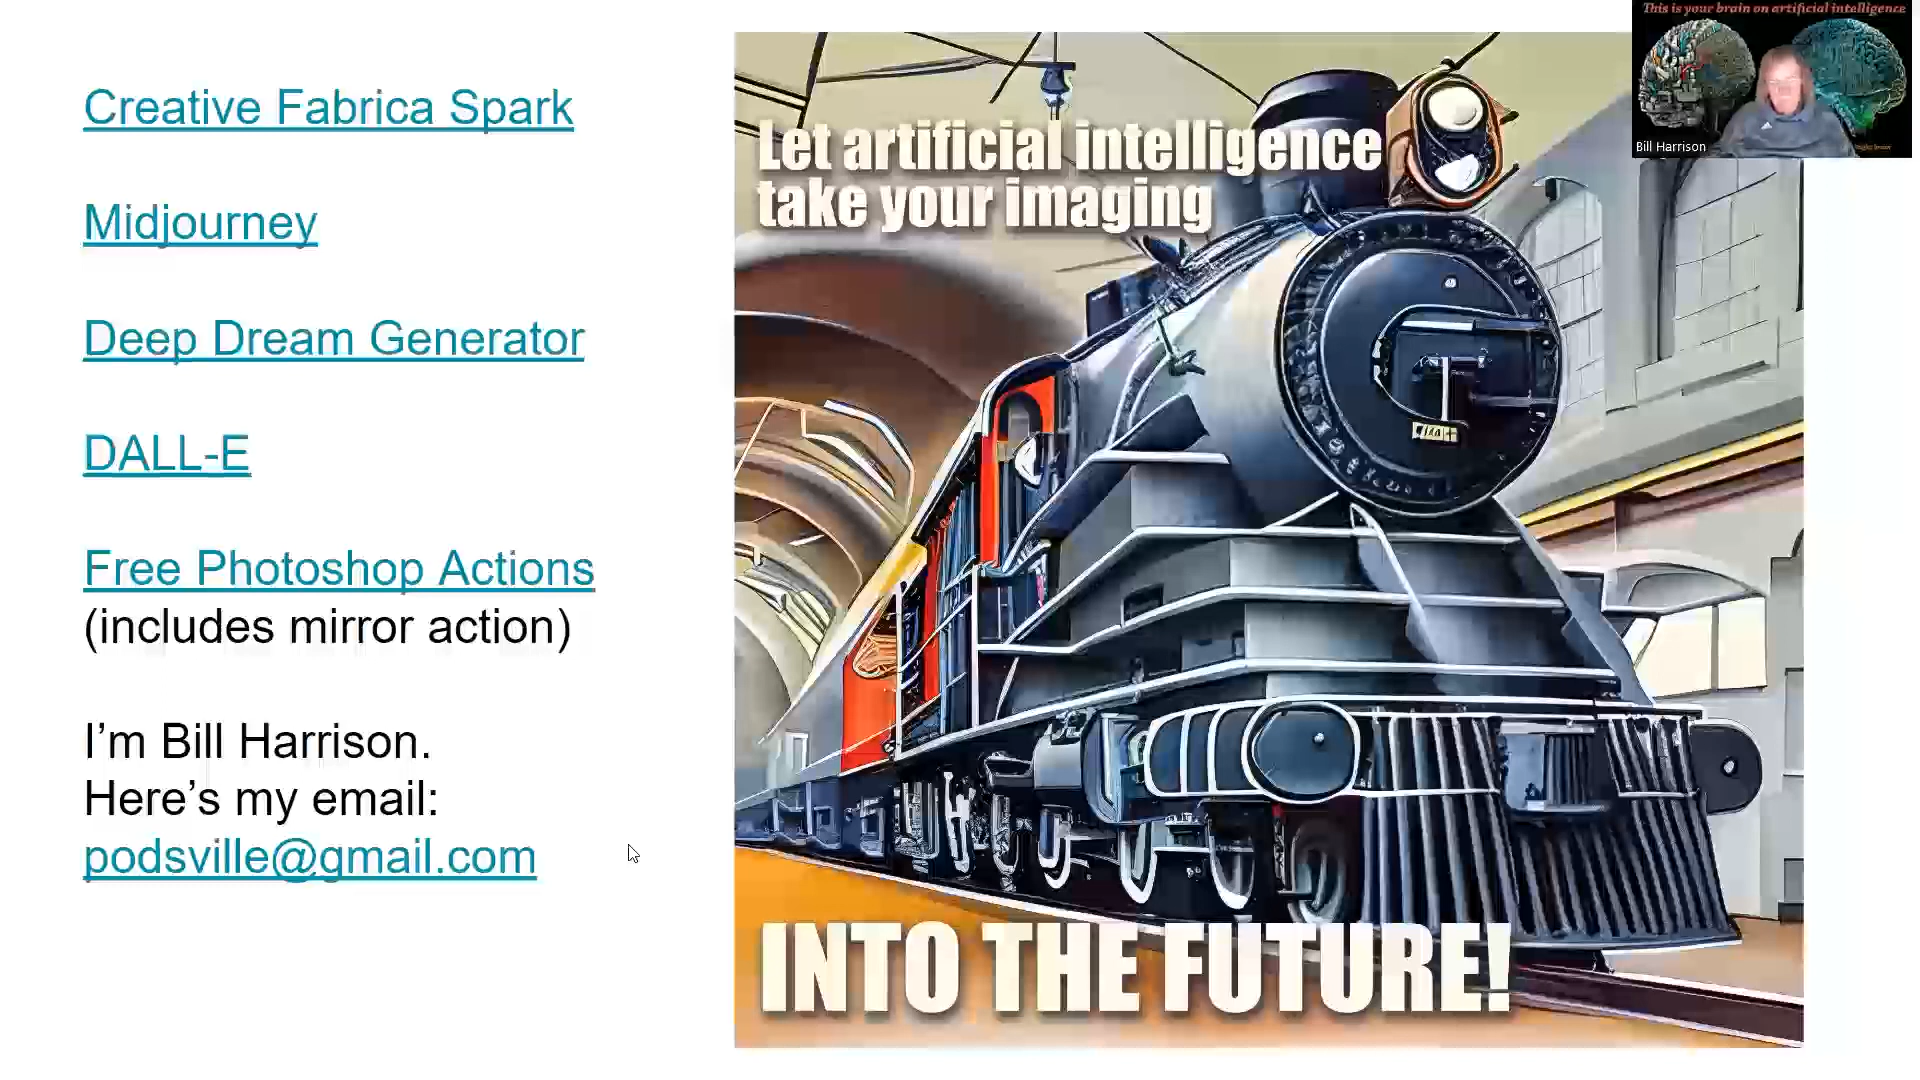 Creative Fabrica Spark
Midjourney
Deep Dream Generator
DALL-E
Free Photoshop Actions
(includes mirror action)
I’m Bill Harrison.
Here’s my email:
podsville@gmail.com
Let artificial intelligence
take your imaging
INTO THE FUTURE!
This is your brain on artificial intelligence
Bill Harrison